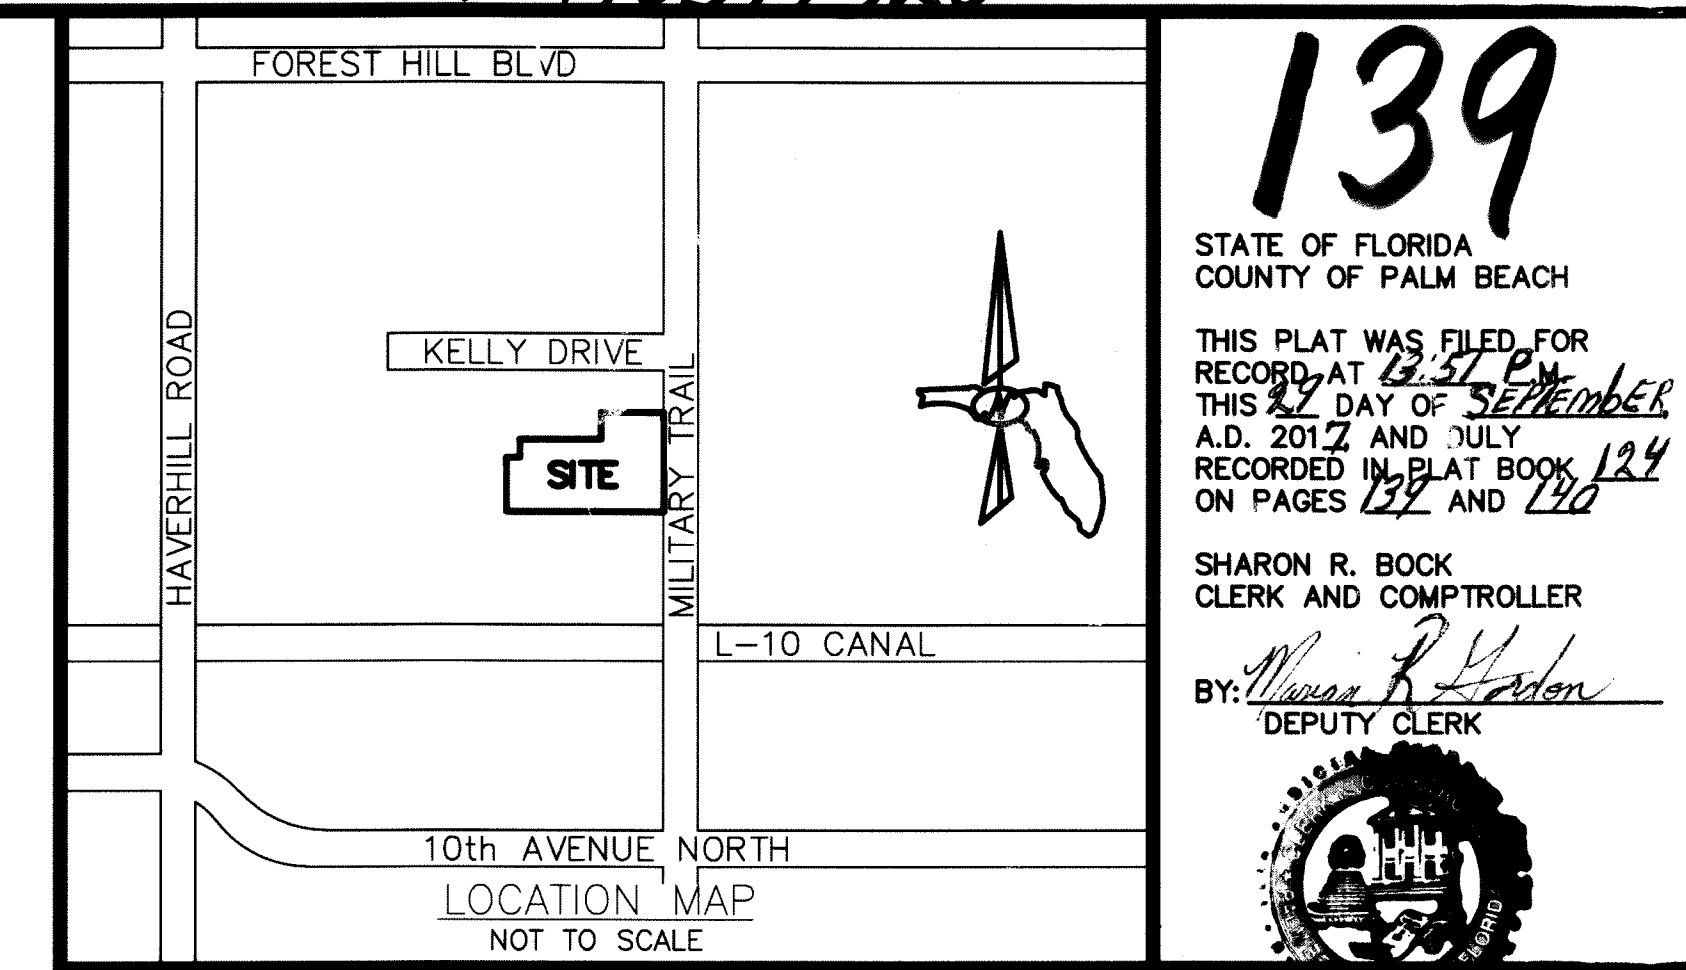 FOREST HILL BLVD
HAVERHILL ROAD
KELLY DRIVE
MILITARY TRAIL
SITE
L-10 CANAL
10th AVENUE NORTH
LOCATION MAP
NOT TO SCALE
N
139
STATE OF FLORIDA
COUNTY OF PALM BEACH
THIS PLAT WAS FILED FOR
RECORD AT 13:51 P.M.
THIS 29 DAY OF SEPTEMBER
A.D. 2017 AND DULY
RECORDED IN PLAT BOOK 124
ON PAGES 139 AND 140
SHARON R. BOCK
CLERK AND COMPTROLLER
BY: Marian R Gordon
DEPUTY CLERK